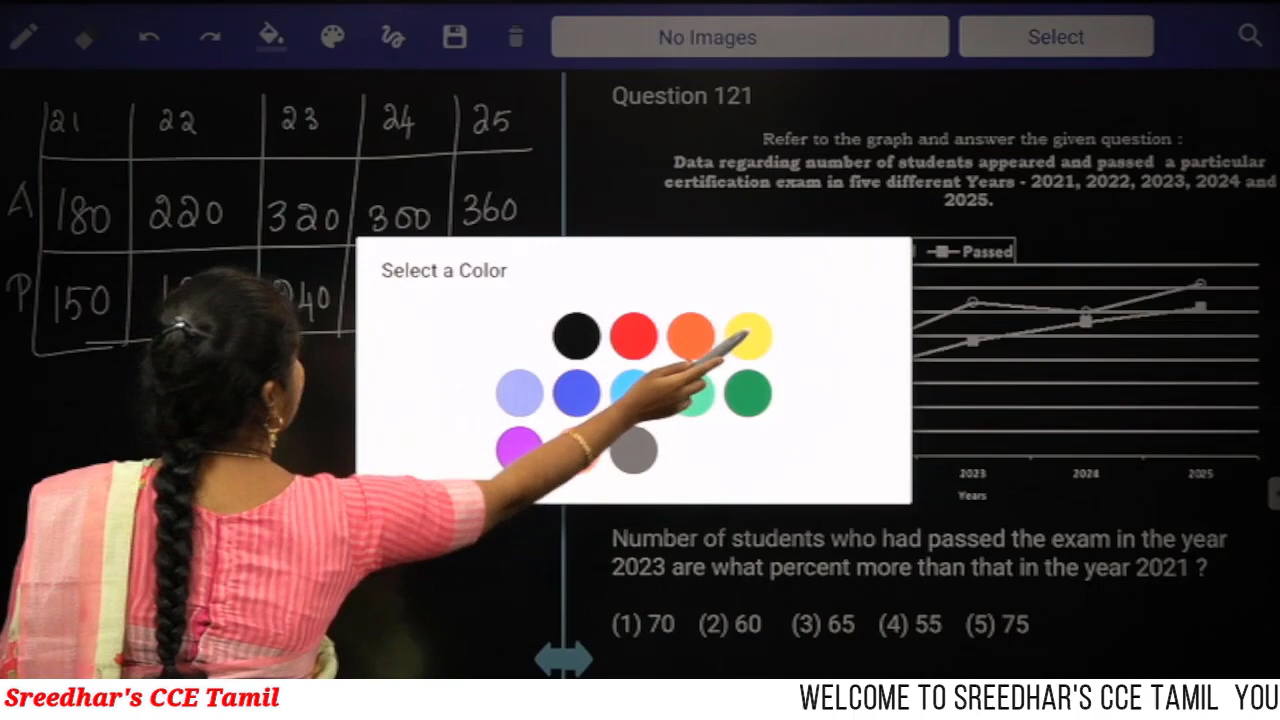 No Images
Select
21 22 23 24 25
A 180 220 320 300 360
P 150 240
Question 121
Refer to the graph and answer the given question :
Data regarding number of students appeared and passed a particular
certification exam in five different Years - 2021, 2022, 2023, 2024 and
2025.
Passed
Select a Color
2023 2024 2025
Years
Number of students who had passed the exam in the year
2023 are what percent more than that in the year 2021 ?
(1) 70 (2) 60 (3) 65 (4) 55 (5) 75
Sreedhar's CCE Tamil
WELCOME TO SREEDHAR'S CCE TAMIL YOU